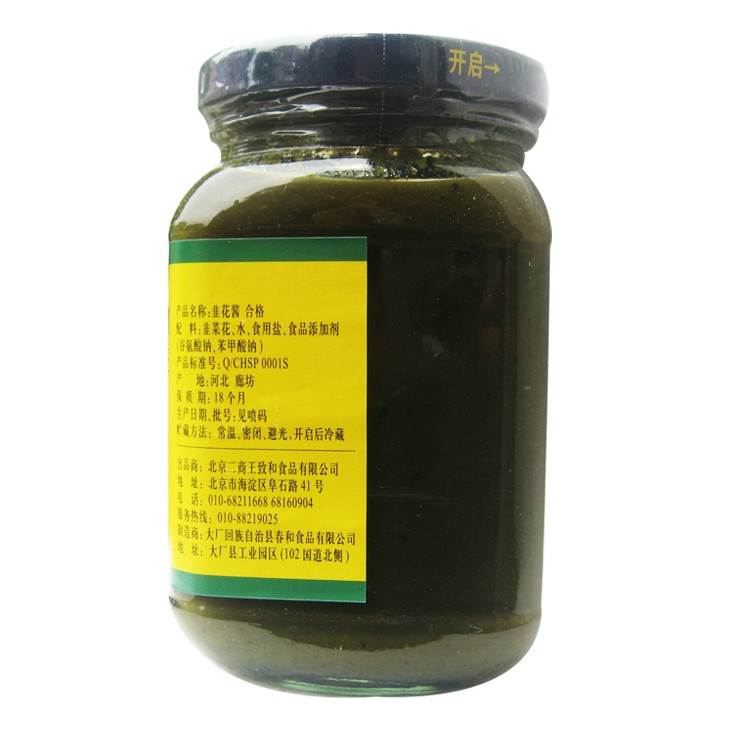 开启→
产品名称:韭花酱 合格
配 料:韭菜花、水、食用盐、食品添加剂
(谷氨酸钠、苯甲酸钠)
产品标准号:Q/CHSP 0001S
产 地:河北 廊坊
保 质 期:18个月
生产日期、批号:见喷码
贮藏方法: 常温、密闭、避光,开启后冷藏
出品商: 北京二商王致和食品有限公司
地 址: 北京市海淀区阜石路41号
电 话: 010-68211668 68160904
服务热线: 010-88219025
制造商: 大厂回族自治县春和食品有限公司
地 址: 大厂县工业园区(102国道北侧)